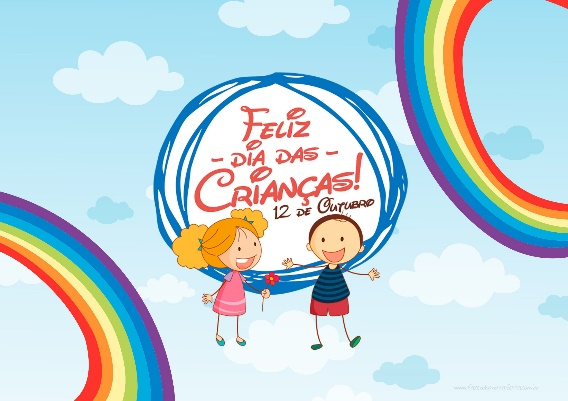 Feliz
- dia das -
Crianças!
12 de Outubro